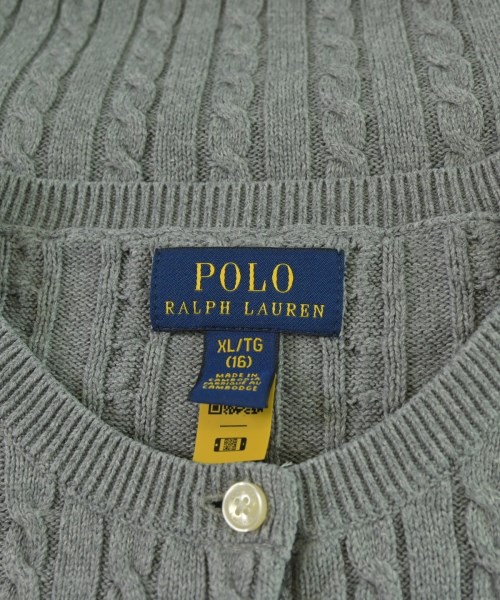 POLO
RALPH LAUREN
XL/TG
(16)
MADE IN
CAMBODIA
FABRIQUÉ AU
CAMBODGE